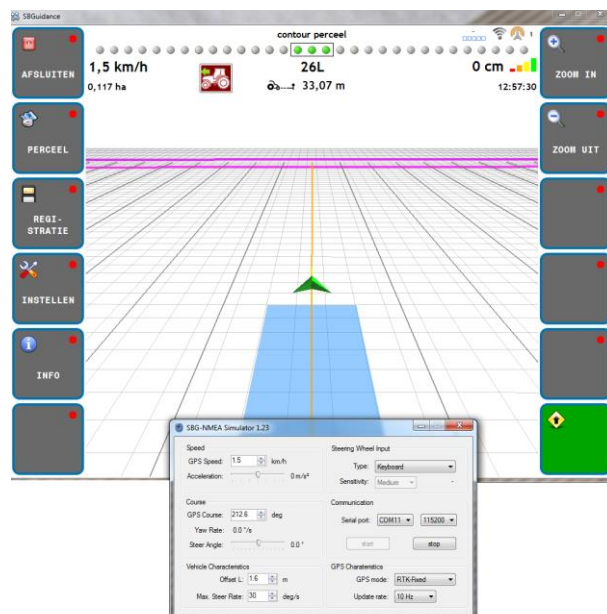 SBGuidance
contour perceel
1
AFSLUITEN
1,5 km/h
26L
0 cm
ZOOM IN
0,117 ha
33,07 m
12:57:30
PERCEEL
ZOOM UIT
REGI-
STRATIE
INSTELLEN
INFO
SBG-NMEA Simulator 1.23
Speed
GPS Speed: 1.5 km/h
Acceleration: 0 m/s²
Steering Wheel Input
Type: Keyboard
Sensitivity: Medium -
Course
GPS Course: 212.6 deg
Yaw Rate: 0.0 °/s
Steer Angle: 0.0 °
Communication
Serial port: COM11 115200
start stop
Vehicle Characteristics
Offset L: 1.6 m
Max. Steer Rate: 30 deg/s
GPS Charateristics
GPS mode: RTK-Fixed
Update rate: 10 Hz